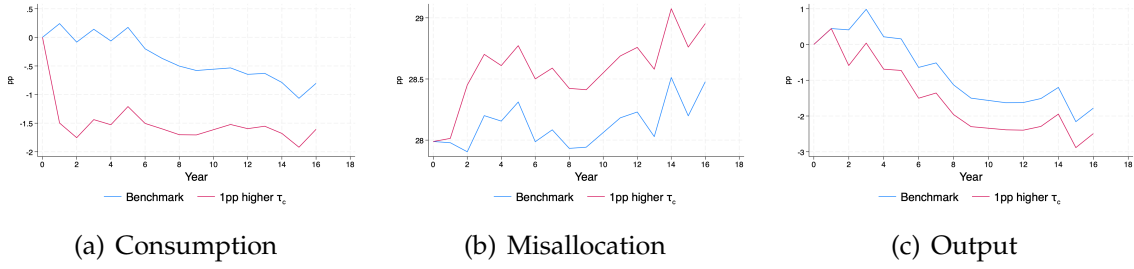 .5
0
-.5
-1
-1.5
-2
pp
0 2 4 6 8 10 12 14 16 18
Year
Benchmark 1pp higher τc
(a) Consumption
29
28.5
28
pp
0 2 4 6 8 10 12 14 16 18
Year
Benchmark 1pp higher τc
(b) Misallocation
1
0
-1
-2
-3
pp
0 2 4 6 8 10 12 14 16 18
Year
Benchmark 1pp higher τc
(c) Output